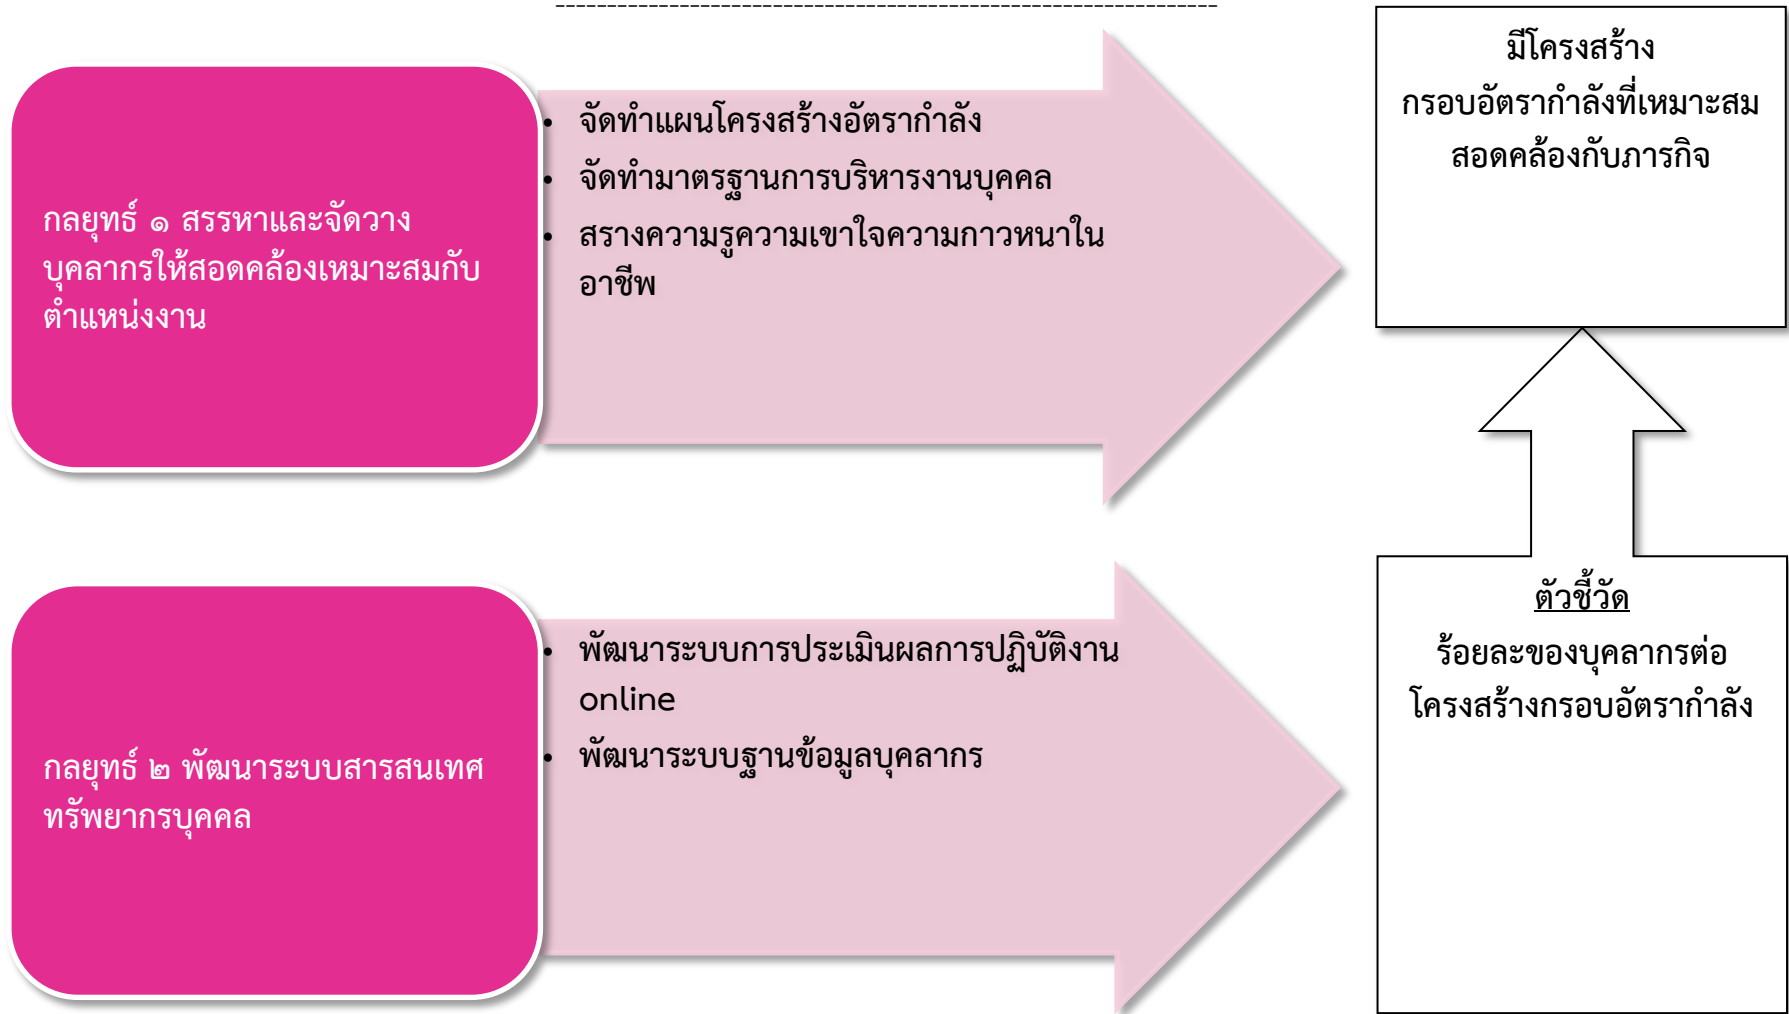 กลยุทธ์ ๑ สรรหาและจัดวาง
บุคลากรให้สอดคล้องเหมาะสมกับ
ตำแหน่งงาน
• จัดทำแผนโครงสร้างอัตรากำลัง
• จัดทำมาตรฐานการบริหารงานบุคคล
• สรางความรูความเขาใจความกาวหนาใน
อาชีพ
มีโครงสร้าง
กรอบอัตรากำลังที่เหมาะสม
สอดคล้องกับภารกิจ
กลยุทธ์ ๒ พัฒนาระบบสารสนเทศ
ทรัพยากรบุคคล
• พัฒนาระบบการประเมินผลการปฏิบัติงาน
online
• พัฒนาระบบฐานข้อมูลบุคลากร
ตัวชี้วัด
ร้อยละของบุคลากรต่อ
โครงสร้างกรอบอัตรากำลัง